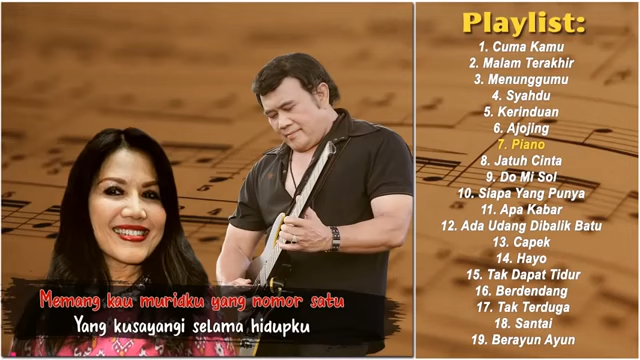 Playlist:
1. Cuma Kamu
2. Malam Terakhir
3. Menunggumu
4. Syahdu
5. Kerinduan
6. Ajojing
7. Piano
8. Jatuh Cinta
9. Do Mi Sol
10. Siapa Yang Punya
11. Apa Kabar
12. Ada Udang Dibalik Batu
13. Capek
14. Hayo
15. Tak Dapat Tidur
16. Berdendang
17. Tak Terduga
18. Santai
19. Berayun Ayun
Memang kau muridku yang nomor satu
Yang kusayangi selama hidupku